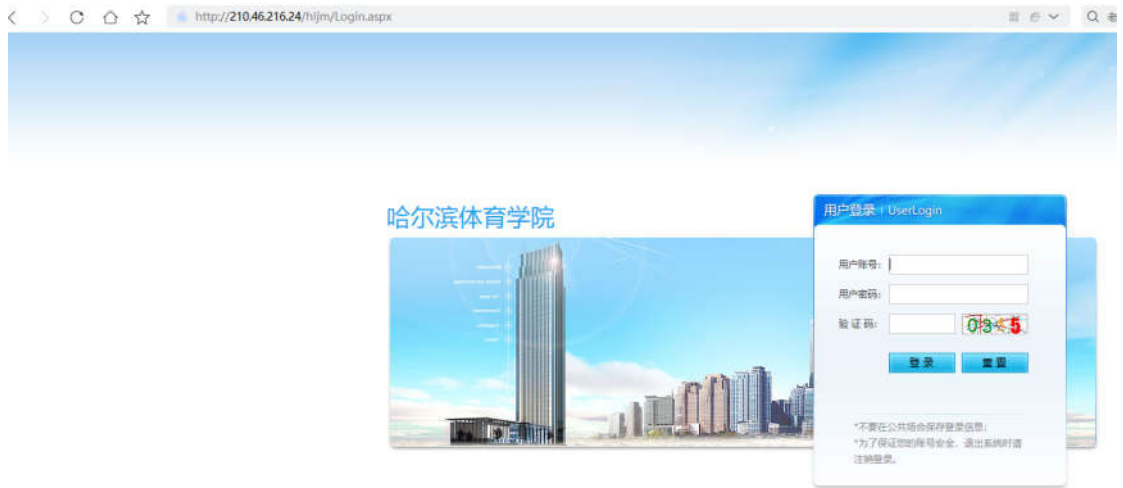 http://210.46.216.24/hljm/Login.aspx
哈尔滨体育学院
用户登录 | UserLogin
用户账号:
用户密码:
验 证 码:
登 录 重 置
*不要在公共场合保存登录信息;
*为了保证您的账号安全，退出系统时请
注销登录。